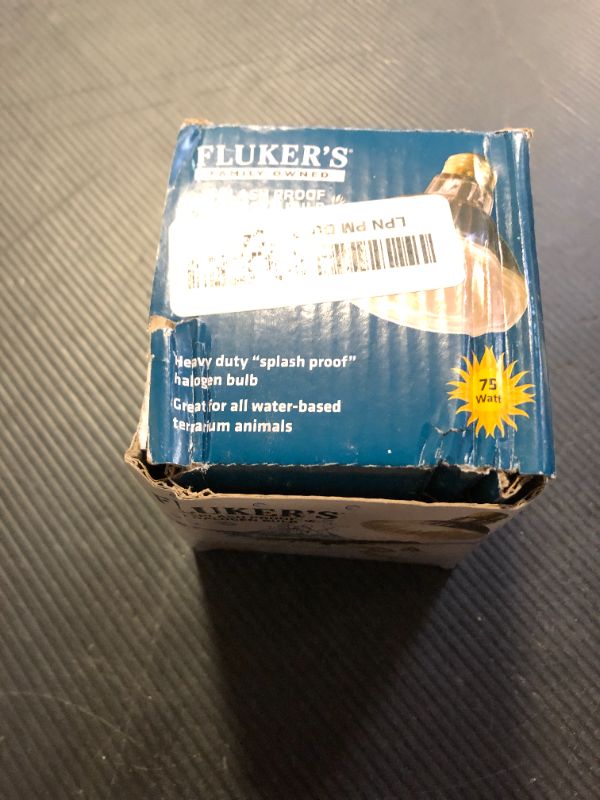 FLUKER'S
FAMILY OWNED
PROOF
LPN PM
Heavy duty "splash proof"
halogen bulb
Great for all water-based
terrarium animals
75
Watt
FLUKER'S